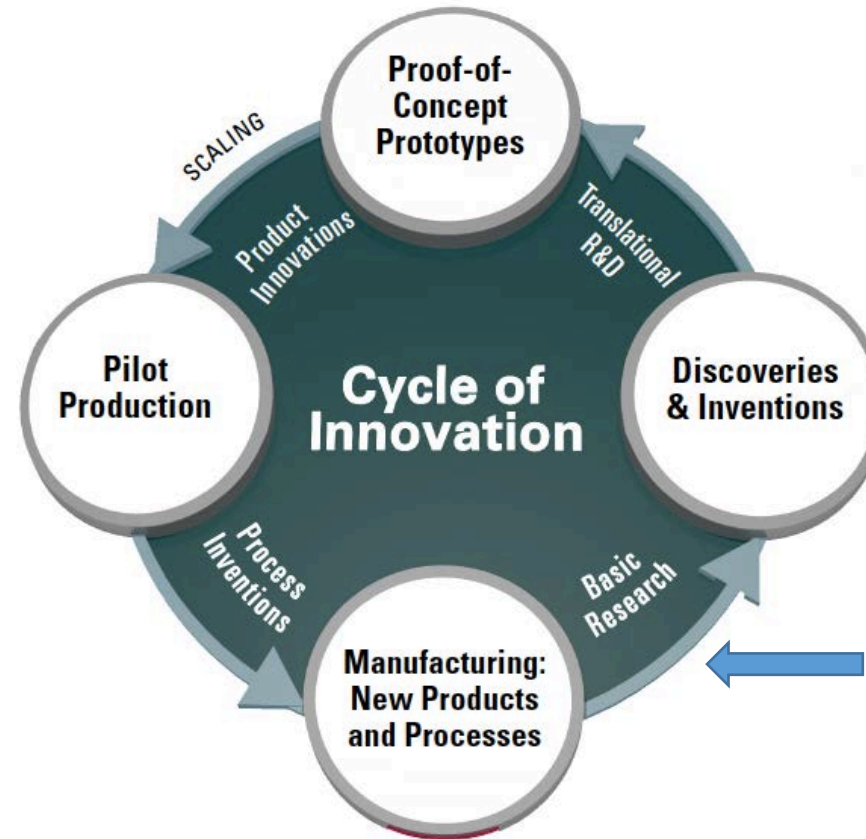 Proof-of-
Concept
Prototypes
SCALING
Product
Innovations
Translational
R&D
Pilot
Production
Cycle of
Innovation
Discoveries
& Inventions
Process
Inventions
Basic
Research
Manufacturing:
New Products
and Processes